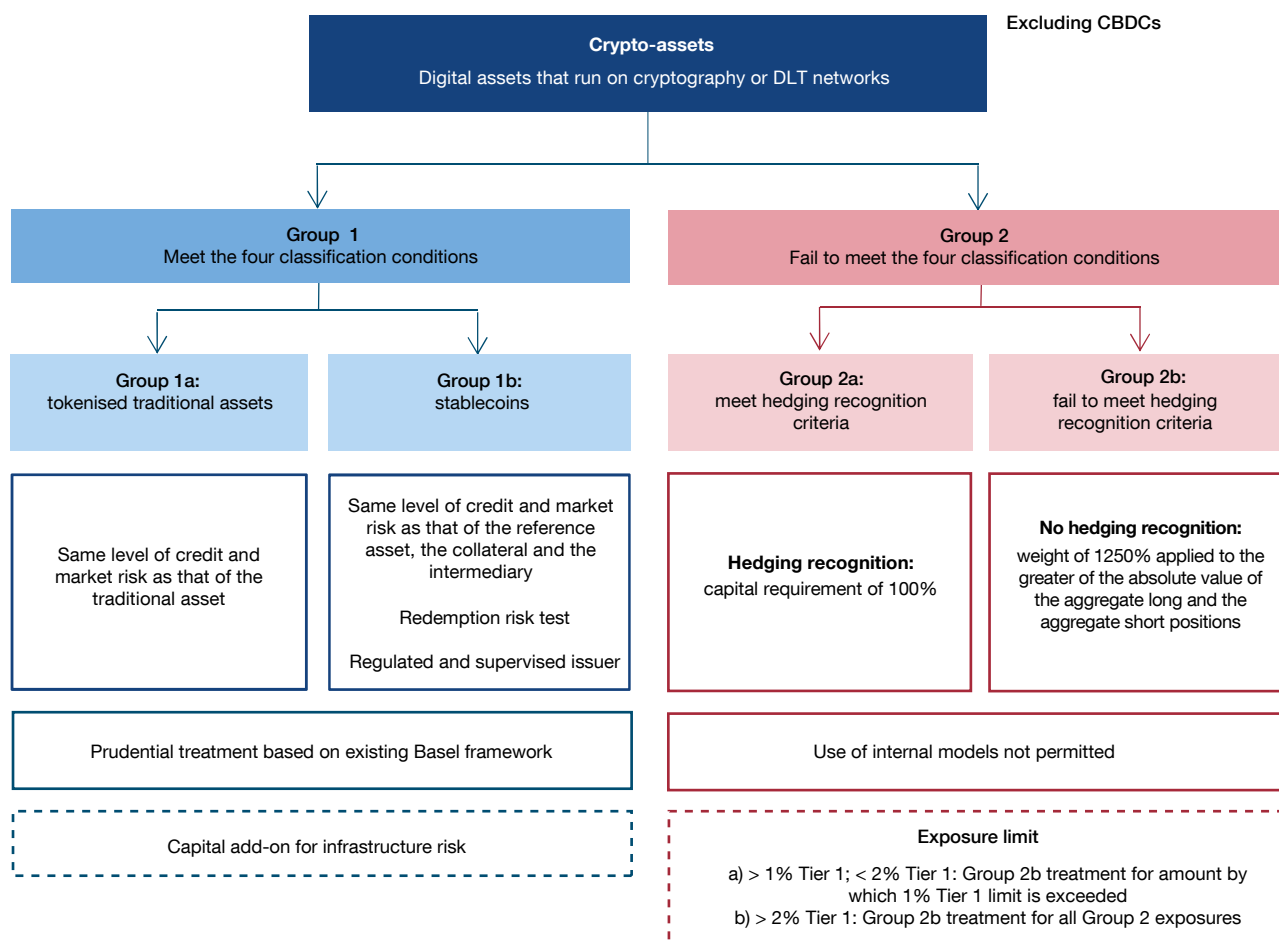 Excluding CBDCs
Crypto-assets
Digital assets that run on cryptography or DLT networks
Group 1
Meet the four classification conditions
Group 2
Fail to meet the four classification conditions
Group 1a:
tokenised traditional assets
Group 1b:
stablecoins
Group 2a:
meet hedging recognition
criteria
Group 2b:
fail to meet hedging
recognition criteria
Same level of credit and
market risk as that of the
traditional asset
Same level of credit and market
risk as that of the reference
asset, the collateral and the
intermediary
Redemption risk test
Regulated and supervised issuer
Hedging recognition:
capital requirement of 100%
No hedging recognition:
weight of 1250% applied to the
greater of the absolute value of
the aggregate long and the
aggregate short positions
Prudential treatment based on existing Basel framework
Use of internal models not permitted
Capital add-on for infrastructure risk
Exposure limit
a) > 1% Tier 1; < 2% Tier 1: Group 2b treatment for amount by
which 1% Tier 1 limit is exceeded
b) > 2% Tier 1: Group 2b treatment for all Group 2 exposures